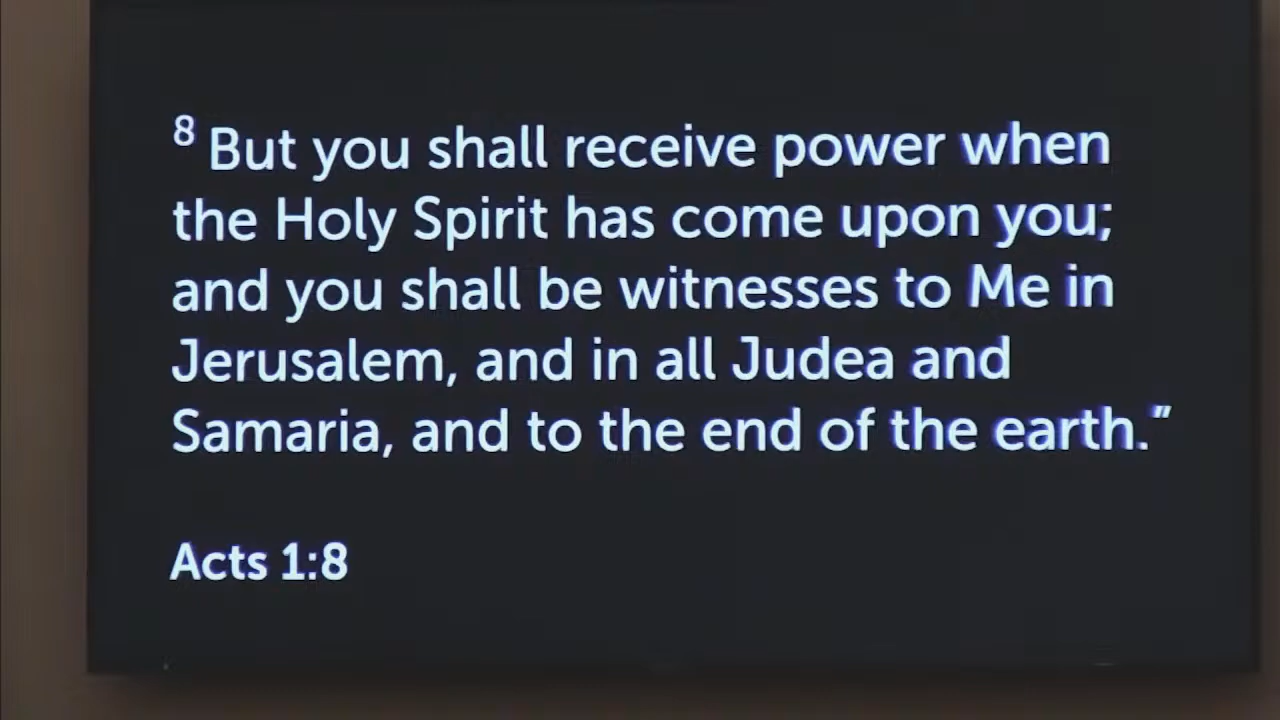 8 But you shall receive power when
the Holy Spirit has come upon you;
and you shall be witnesses to Me in
Jerusalem, and in all Judea and
Samaria, and to the end of the earth.”
Acts 1:8